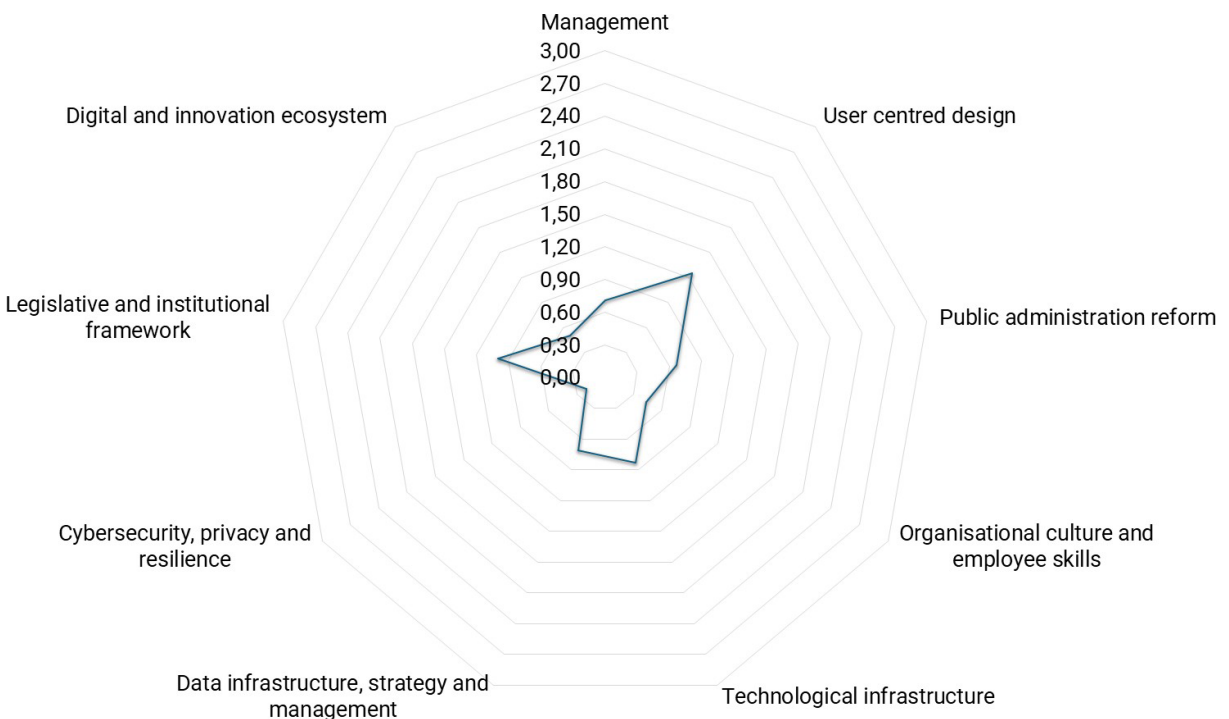 Management
3,00
2,70
2,40
2,10
1,80
1,50
1,20
0,90
0,60
0,30
0,00
User centred design
Public administration reform
Organisational culture and
employee skills
Technological infrastructure
Data infrastructure, strategy and
management
Cybersecurity, privacy and
resilience
Legislative and institutional
framework
Digital and innovation ecosystem